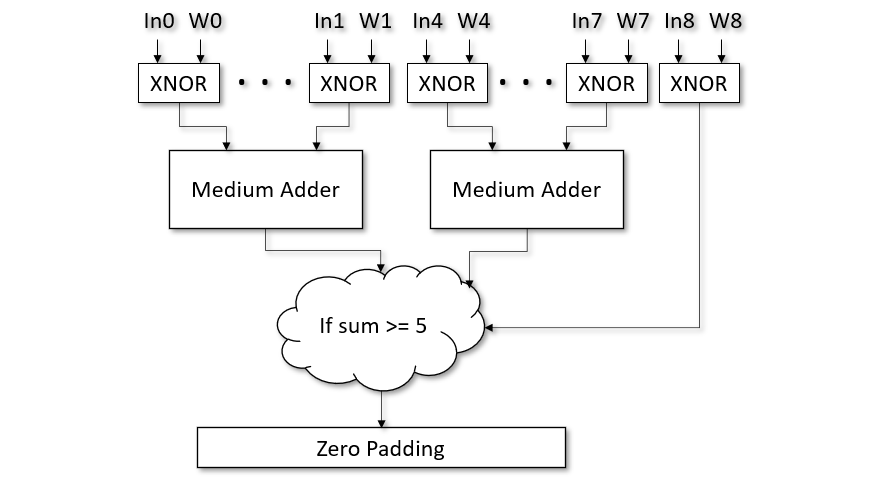 In0 W0 In1 W1 In4 W4 In7 W7 In8 W8
XNOR . . . XNOR XNOR . . . XNOR XNOR
Medium Adder Medium Adder
If sum >= 5
Zero Padding